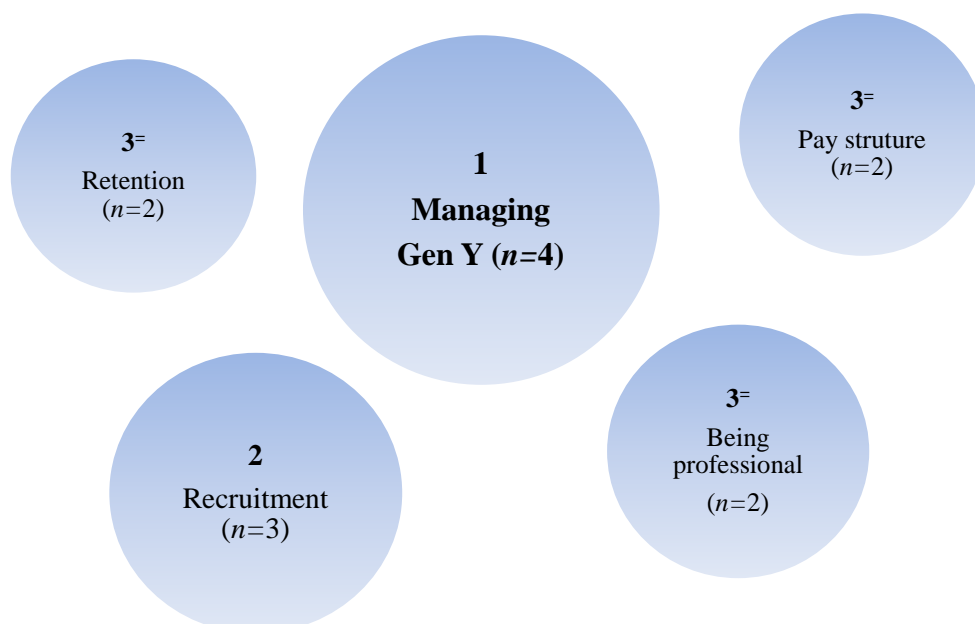 3=
Retention
(n=2)
1
Managing
Gen Y (n=4)
3=
Pay struture
(n=2)
2
Recruitment
(n=3)
3=
Being
professional
(n=2)